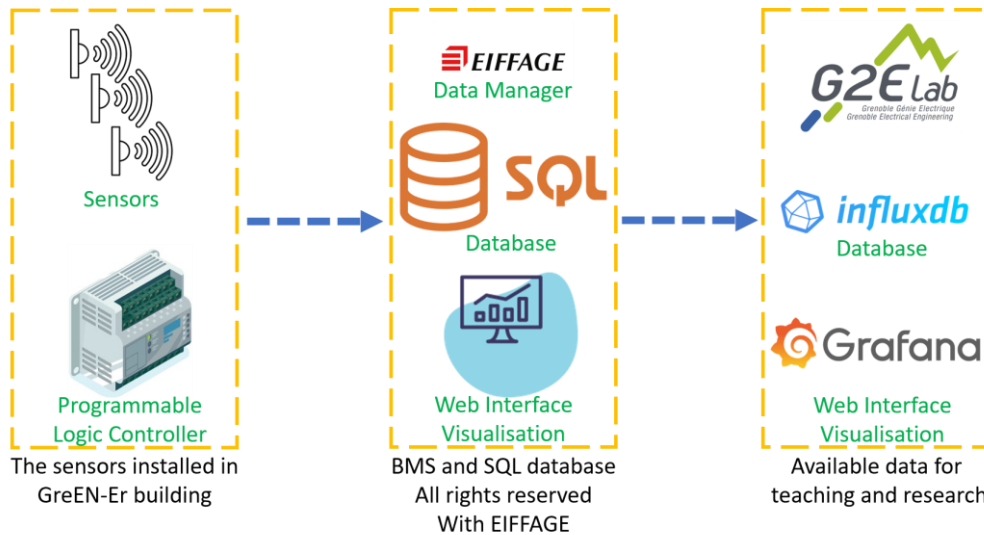 Sensors
Programmable
Logic Controller
The sensors installed in
GreEN-Er building
EIFFAGE
Data Manager
SQL
Database
Web Interface
Visualisation
BMS and SQL database
All rights reserved
With EIFFAGE
G2ELab
Grenoble Génie Electrique
Grenoble Electrical Engineering
influxdb
Database
Grafana
Web Interface
Visualisation
Available data for
teaching and research